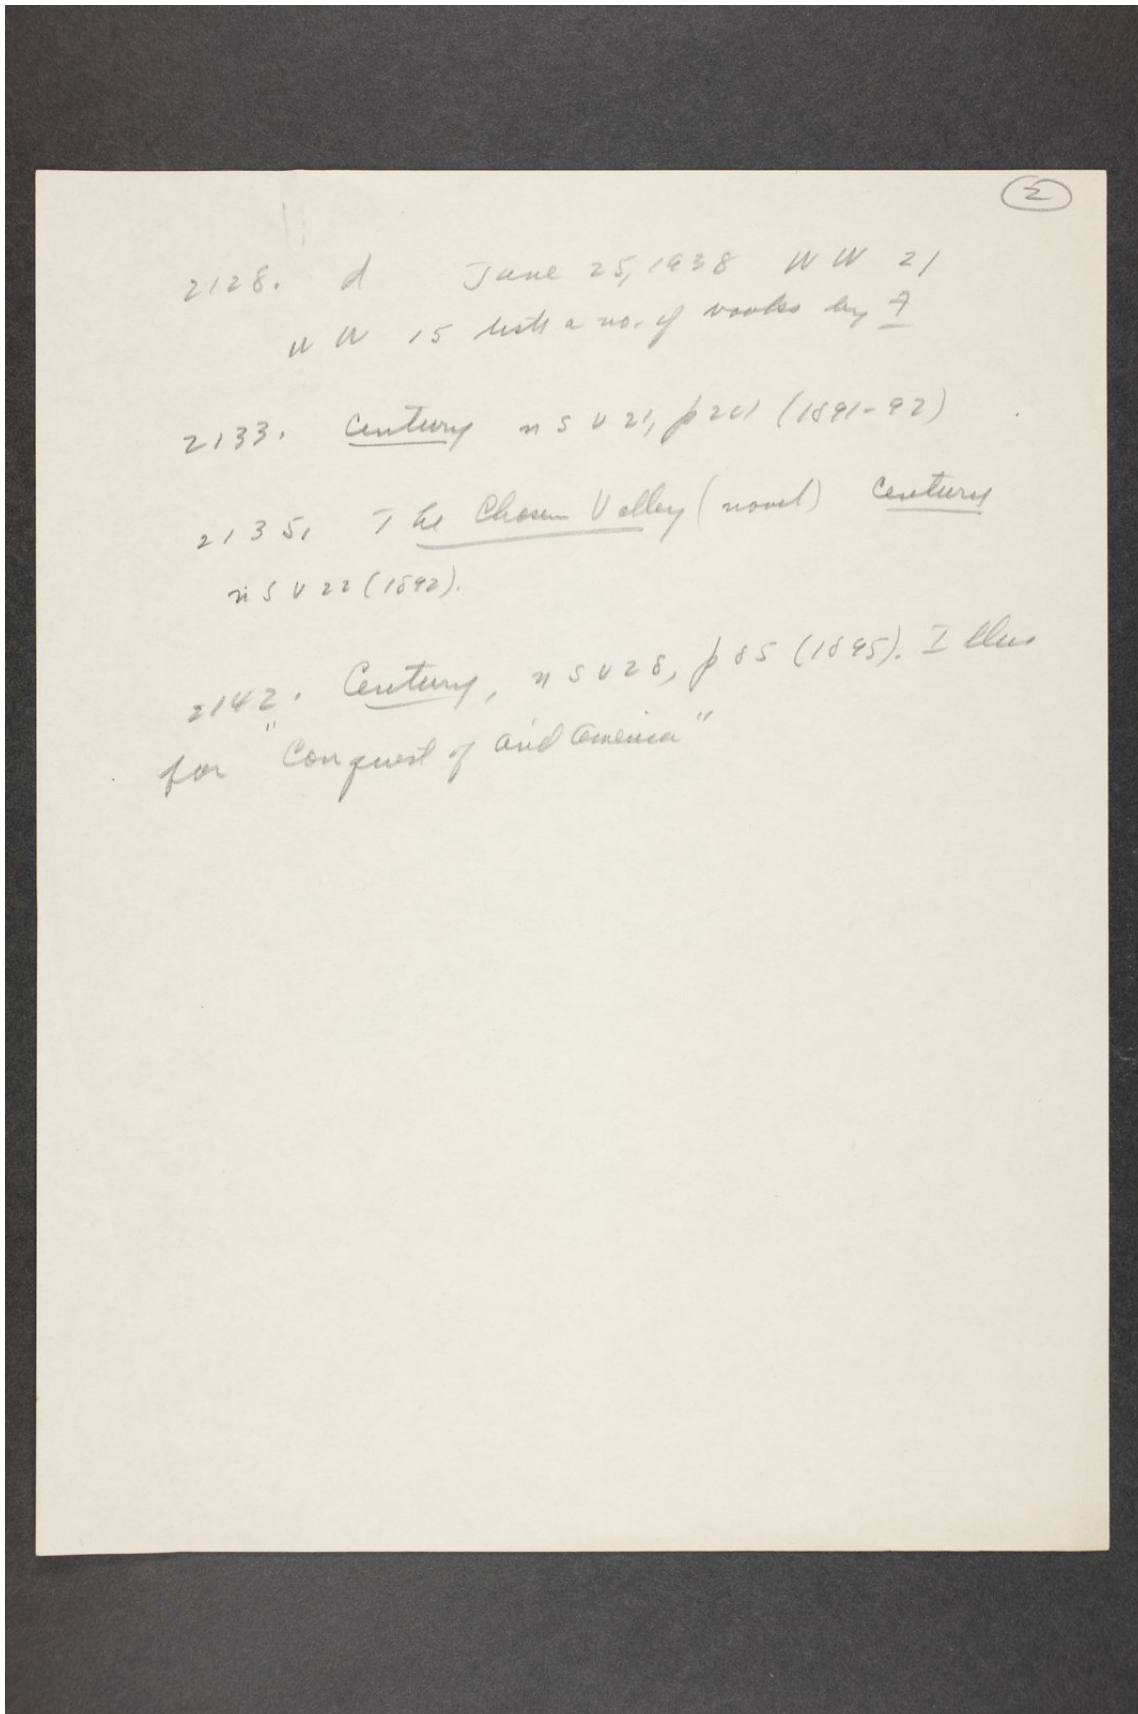 2
2128. d June 25, 1938 WW 21
WW 15 lists a no. of books by A
2133. Century n s v 21, p 201 (1891-92)
2135. The Chosen Valley (novel) Century
n s v 22 (1892).
2142. Century, n s v 28, p 85 (1895). Illus
for "Conquest of Arid America"